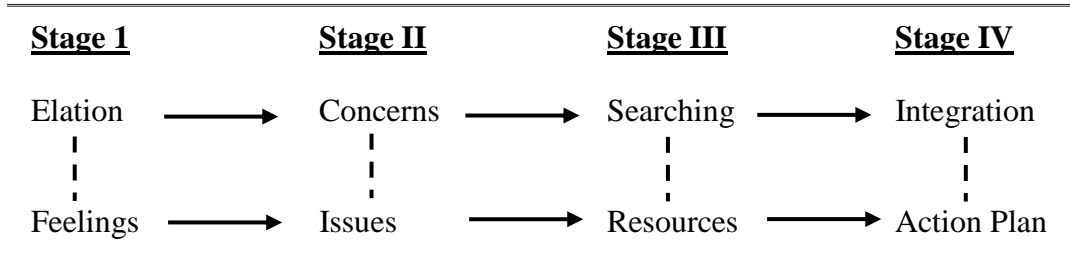 Stage 1 Stage II Stage III Stage IV
Elation Concerns Searching Integration
Feelings Issues Resources Action Plan